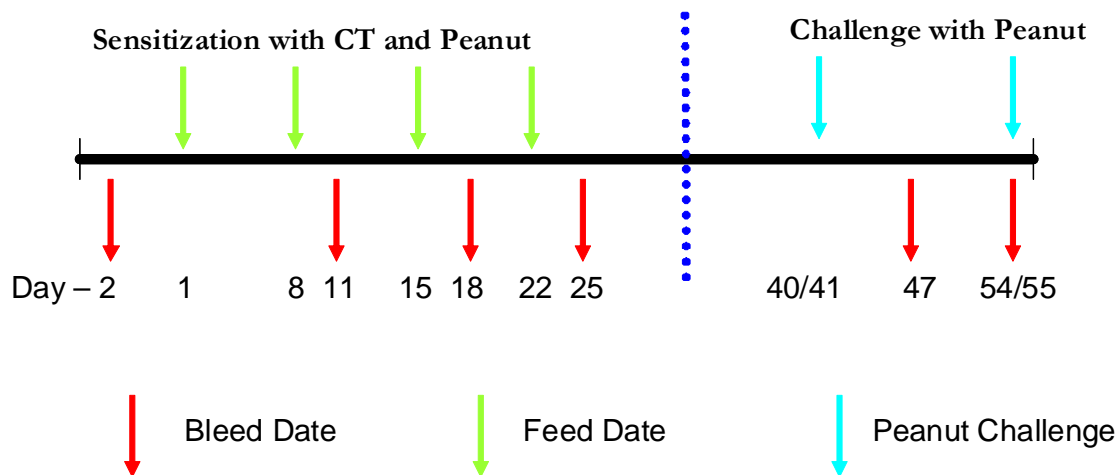 Sensitization with CT and Peanut
Challenge with Peanut
Day – 2 1 8 11 15 18 22 25 40/41 47 54/55
Bleed Date Feed Date Peanut Challenge